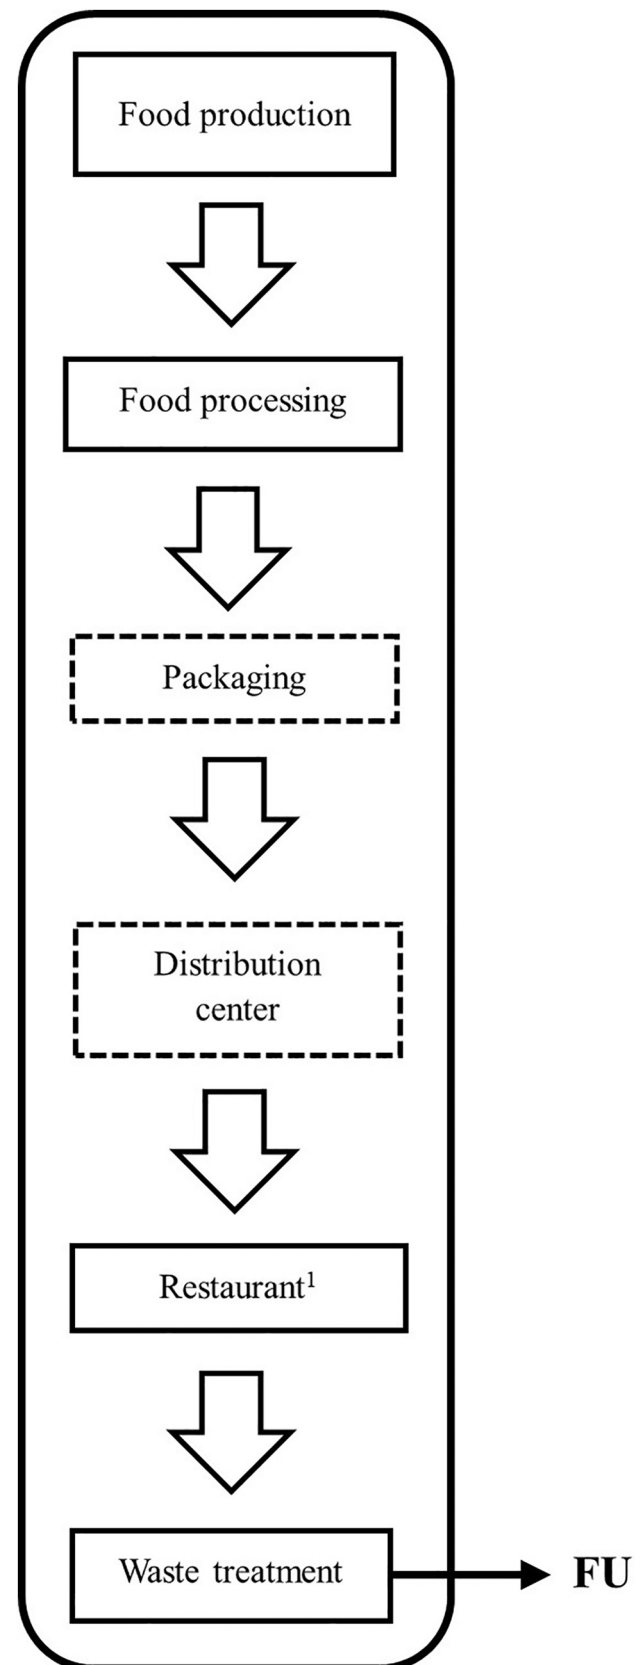 Food production
Food processing
Packaging
Distribution
center
Restaurant¹
Waste treatment
FU